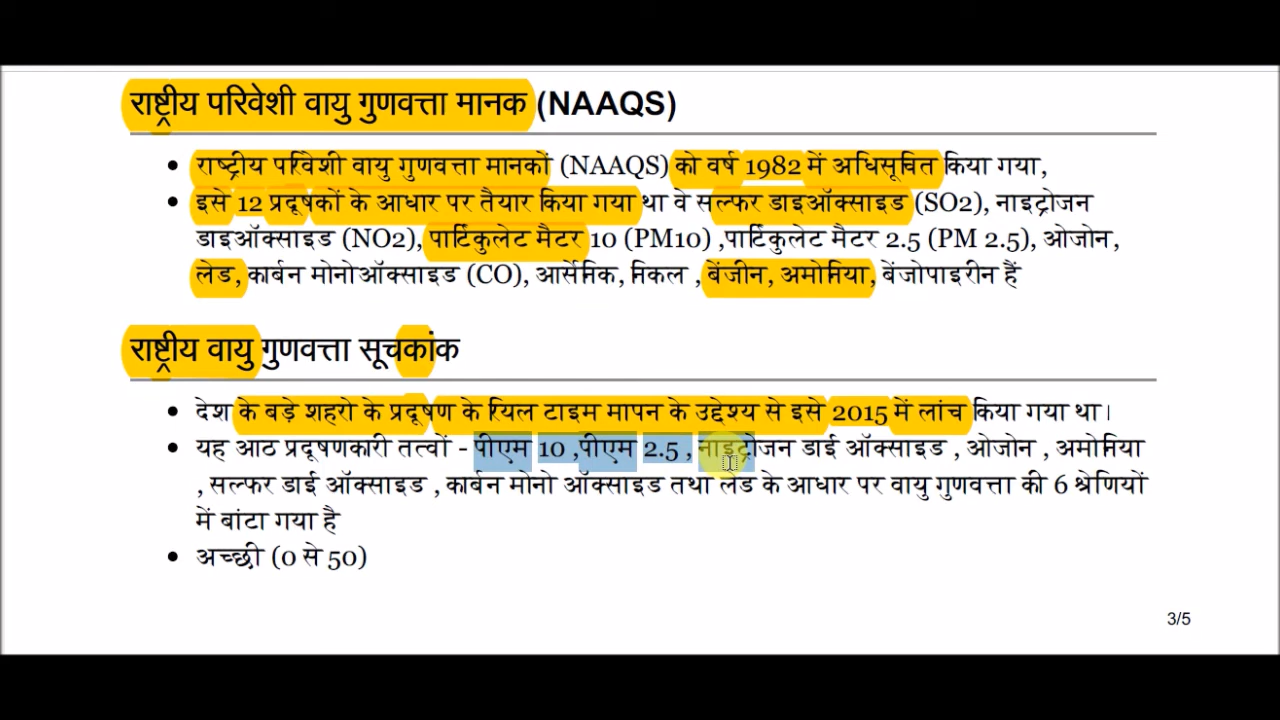 राष्ट्रीय परिवेशी वायु गुणवत्ता मानक (NAAQS)
राष्ट्रीय परिवेशी वायु गुणवत्ता मानकों (NAAQS) को वर्ष 1982 में अधिसूचित किया गया,
इसे 12 प्रदूषकों के आधार पर तैयार किया गया था वे सल्फर डाइऑक्साइड (SO2), नाइट्रोजन
डाइऑक्साइड (NO2), पार्टिकुलेट मैटर 10 (PM10) ,पार्टिकुलेट मैटर 2.5 (PM 2.5), ओजोन,
लेड, कार्बन मोनोऑक्साइड (CO), आर्सेनिक, निकल , बेंजीन, अमोनिया, बेंजोपाइरीन हैं
राष्ट्रीय वायु गुणवत्ता सूचकांक
देश के बड़े शहरो के प्रदूषण के रियल टाइम मापन के उद्देश्य से इसे 2015 में लांच किया गया था।
यह आठ प्रदूषणकारी तत्वों - पीएम 10 ,पीएम 2.5 , नाइट्रोजन डाई ऑक्साइड , ओजोन , अमोनिया
, सल्फर डाई ऑक्साइड , कार्बन मोनो ऑक्साइड तथा लेड के आधार पर वायु गुणवत्ता की 6 श्रेणियों
में बांटा गया है
अच्छी (0 से 50)
3/5